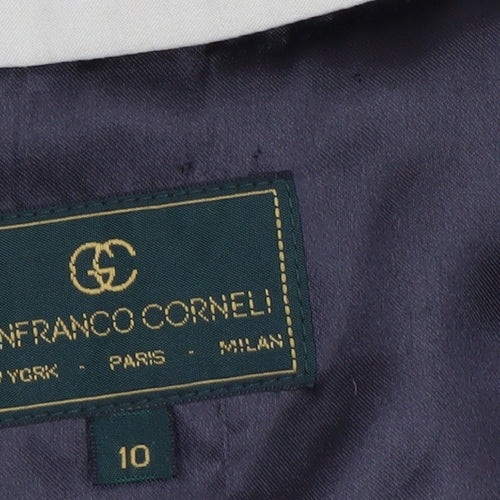 GC
NFRANCO CORNELI
YORK - PARIS - MILAN
10